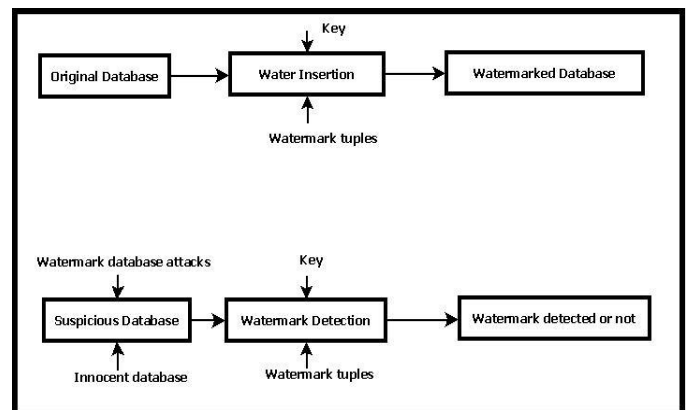 Key
Original Database
Water Insertion
Watermarked Database
Watermark tuples
Watermark database attacks
Key
Suspicious Database
Watermark Detection
Watermark detected or not
Innocent database
Watermark tuples